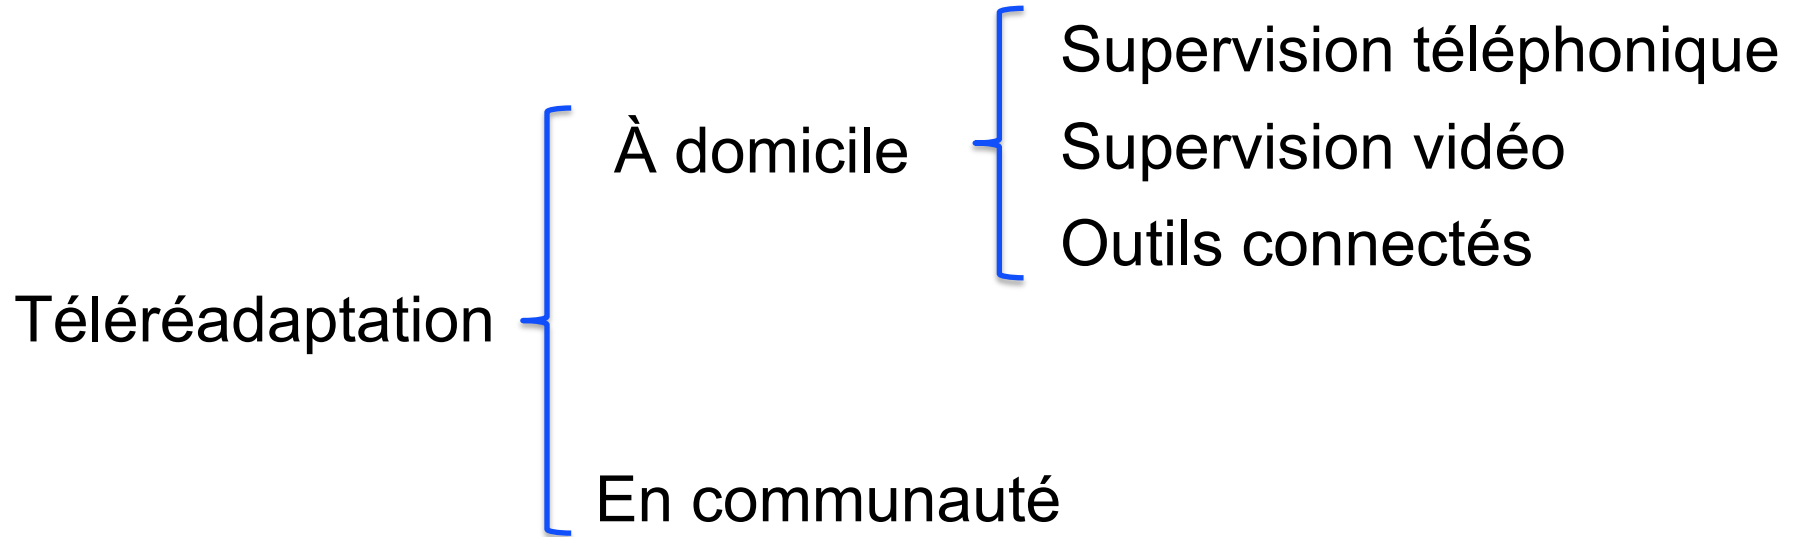 Téléréadaptation
À domicile
Supervision téléphonique
Supervision vidéo
Outils connectés
En communauté